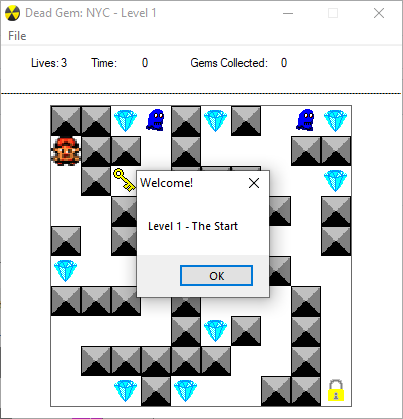 Dead Gem: NYC - Level 1
File
Lives: 3 Time: 0 Gems Collected: 0
Welcome!
Level 1 - The Start
OK